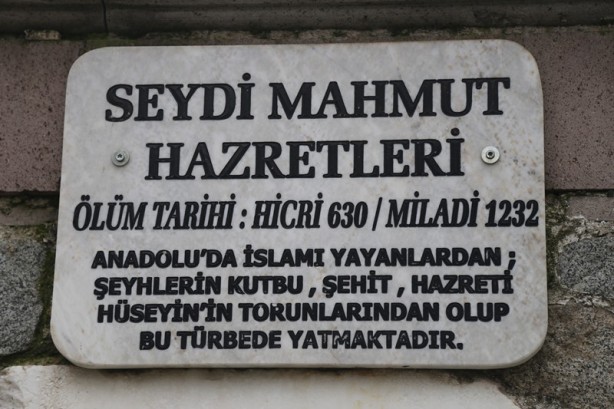 SEYDİ MAHMUT
HAZRETLERİ
ÖLÜM TARİHİ : HİCRİ 630 / MİLADİ 1232
ANADOLU'DA İSLAMI YAYANLARDAN ;
ŞEYHLERİN KUTBU , ŞEHİT , HAZRETİ
HÜSEYİN'İN TORUNLARINDAN OLUP
BU TÜRBEDE YATMAKTADIR.